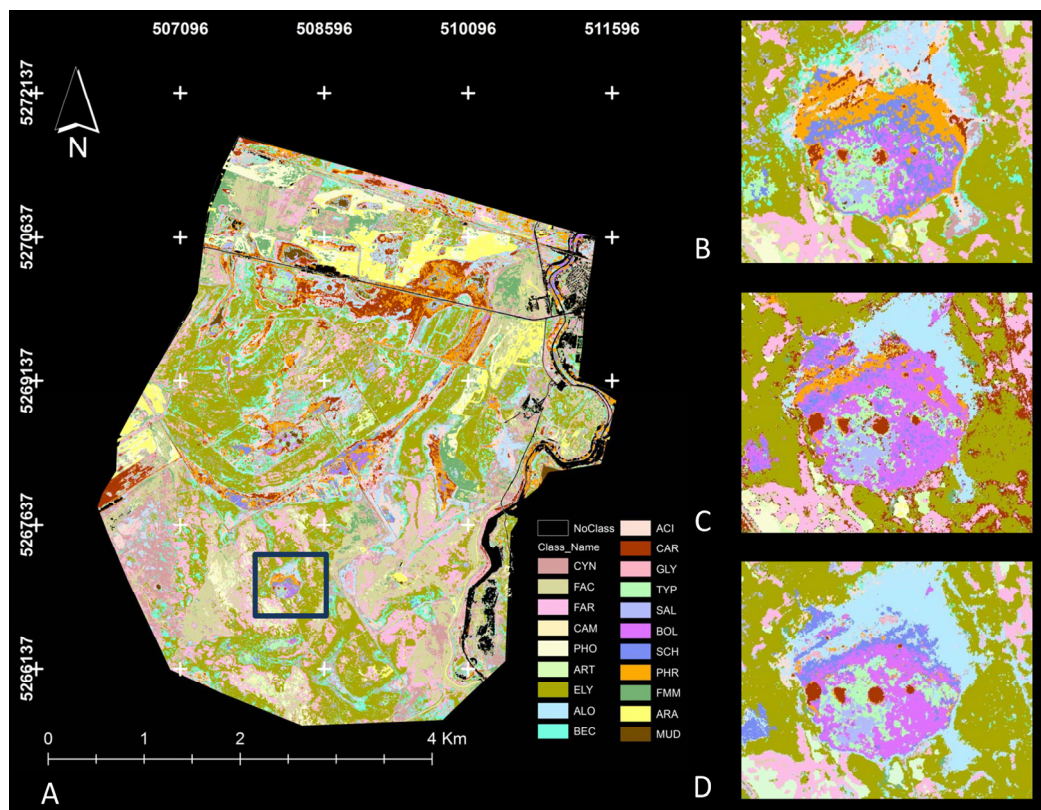 507096 508596 510096 511596
5272137
5270637
5269137
5267637
5266137
N
NoClass
Class_Name
CYN
FAC
FAR
CAM
PHO
ART
ELY
ALO
BEC
ACI
CAR
GLY
TYP
SAL
BOL
SCH
PHR
FMM
ARA
MUD
0 2 4 Km
A
B
C
D